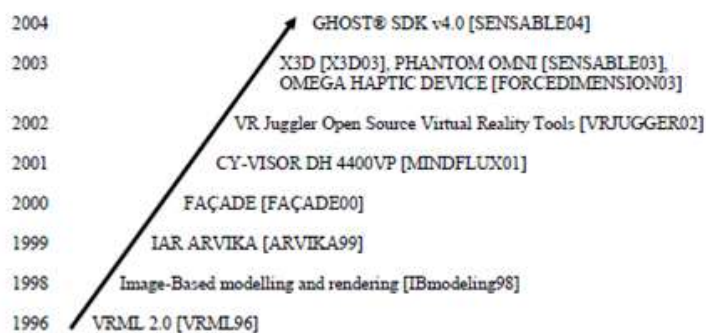 2004 GHOST® SDK v4.0 [SENSABLE04]
2003 X3D [X3D03], PHANTOM OMNI [SENSABLE03],
OMEGA HAPTIC DEVICE [FORCEDIMENSION03]
2002 VR Juggler Open Source Virtual Reality Tools [VRJUGGER02]
2001 CY-VISOR DH 4400VP [MINDFLUX01]
2000 FAÇADE [FAÇADE00]
1999 IAR ARVIKA [ARVIKA99]
1998 Image-Based modelling and rendering [IBmodeling98]
1996 VRML 2.0 [VRML96]